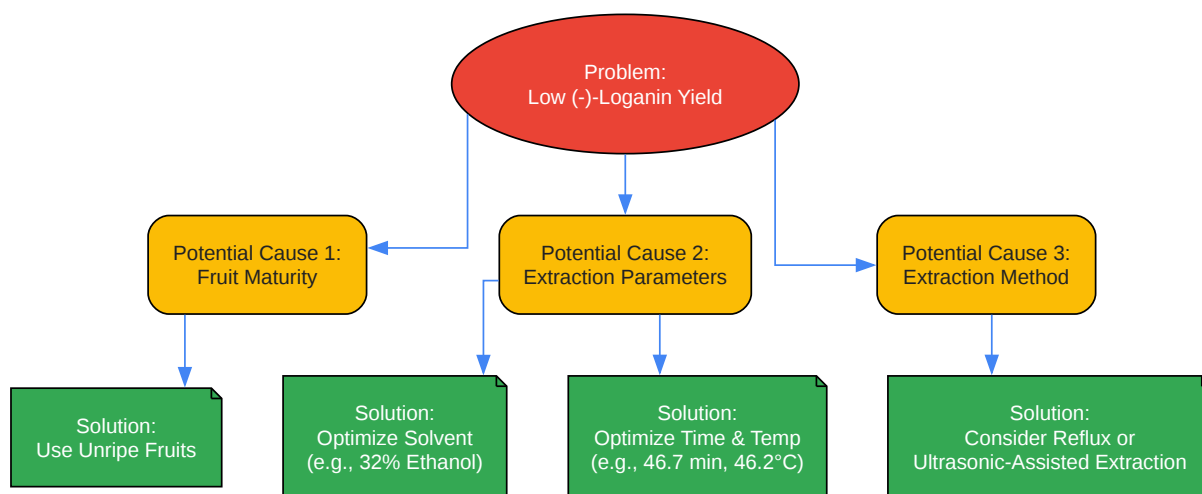 Problem:
Low (-)-Loganin Yield
Potential Cause 1:
Fruit Maturity
Potential Cause 2:
Extraction Parameters
Potential Cause 3:
Extraction Method
Solution:
Use Unripe Fruits
Solution:
Optimize Solvent
(e.g., 32% Ethanol)
Solution:
Optimize Time & Temp
(e.g., 46.7 min, 46.2°C)
Solution:
Consider Reflux or
Ultrasonic-Assisted Extraction